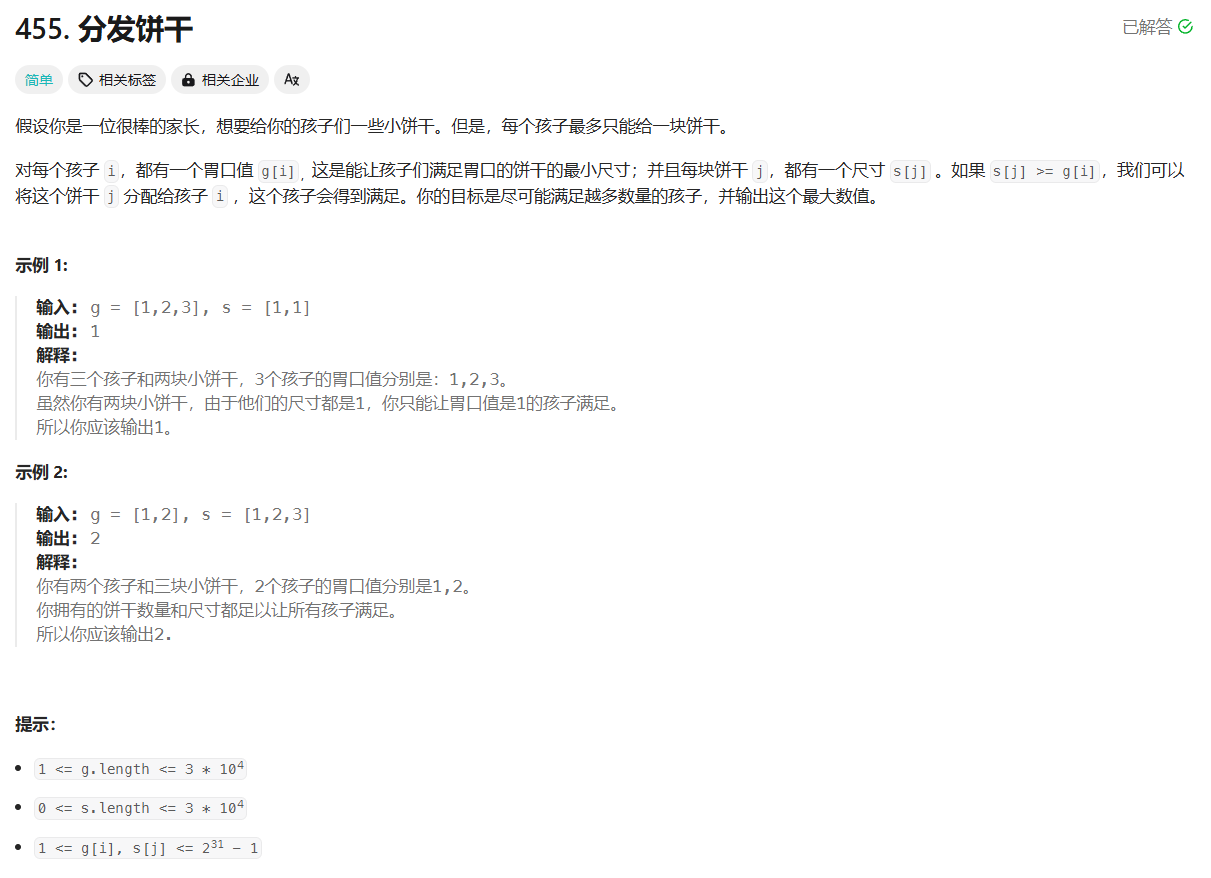 455. 分发饼干
已解答
简单 相关标签 相关企业 Aχ
假设你是一位很棒的家长，想要给你的孩子们一些小饼干。但是，每个孩子最多只能给一块饼干。
对每个孩子 i，都有一个胃口值 g[i]，这是能让孩子们满足胃口的饼干的最小尺寸；并且每块饼干 j，都有一个尺寸 s[j] 。如果 s[j] >= g[i]，我们可以
将这个饼干 j 分配给孩子 i ，这个孩子会得到满足。你的目标是尽可能满足越多数量的孩子，并输出这个最大数值。
示例 1:
输入: g = [1,2,3], s = [1,1]
输出: 1
解释:
你有三个孩子和两块小饼干，3个孩子的胃口值分别是：1,2,3。
虽然你有两块小饼干，由于他们的尺寸都是1，你只能让胃口值是1的孩子满足。
所以你应该输出1。
示例 2:
输入: g = [1,2], s = [1,2,3]
输出: 2
解释:
你有两个孩子和三块小饼干，2个孩子的胃口值分别是1,2。
你拥有的饼干数量和尺寸都足以让所有孩子满足。
所以你应该输出2.
提示：
• 1 <= g.length <= 3 * 10⁴
• 0 <= s.length <= 3 * 10⁴
• 1 <= g[i], s[j] <= 2³¹ - 1